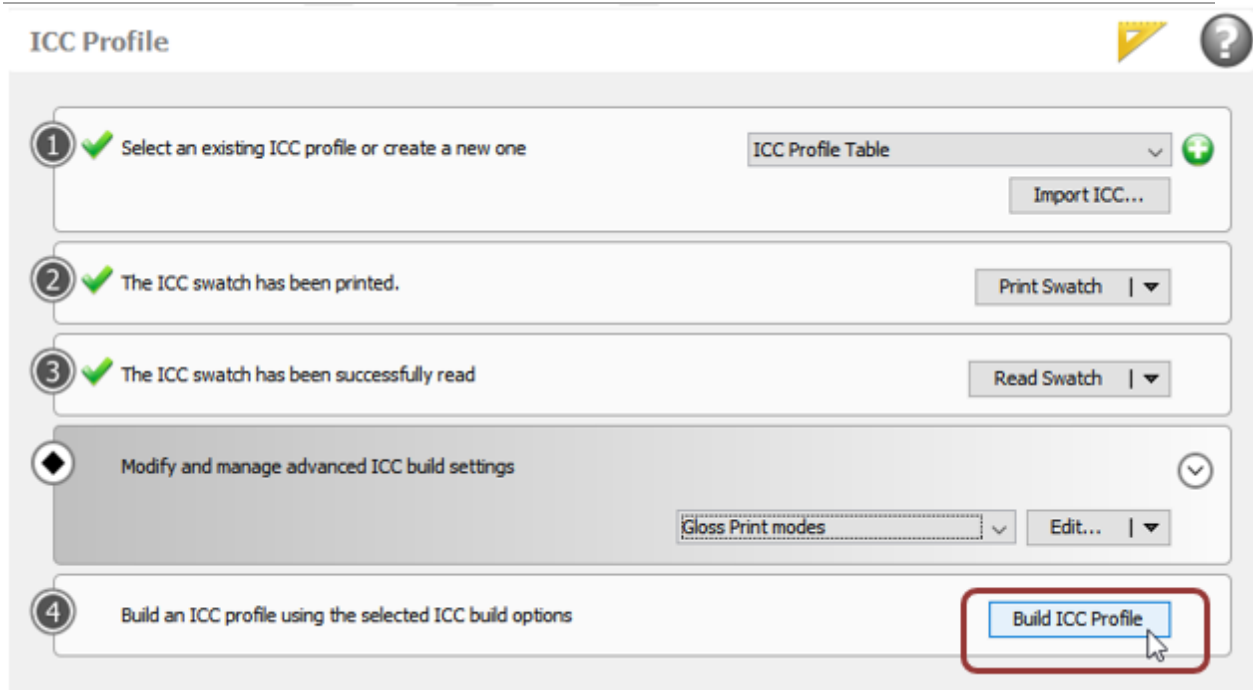 ICC Profile
?
1 Select an existing ICC profile or create a new one ICC Profile Table
Import ICC...
2 The ICC swatch has been printed. Print Swatch
3 The ICC swatch has been successfully read Read Swatch
Modify and manage advanced ICC build settings
Gloss Print modes Edit...
4 Build an ICC profile using the selected ICC build options Build ICC Profile